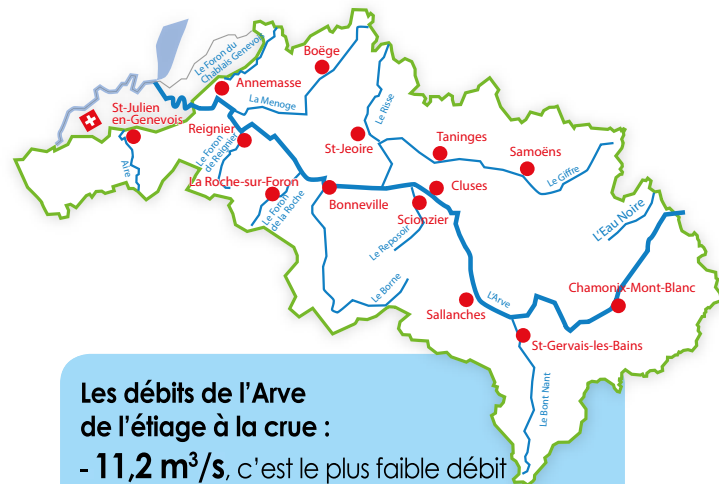 Le Foron du
Chablais Genevois
Boëge
Annemasse
La Menoge
Le Risse
St-Julien
en-Genevois
Reignier
Le Foron
de Reignier
St-Jeoire
Taninges
Samoëns
Aire
La Roche-sur-Foron
Le Foron
de la Roche
Bonneville
Cluses
Le Giffre
Scionzier
Le Reposoir
L'Eau Noire
Le Borne
Chamonix-Mont-Blanc
Sallanches
L'Arve
St-Gervais-les-Bains
Le Bont Nant
Les débits de l’Arve
de l’étiage à la crue :
- 11,2 m³/s, c’est le plus faible débit